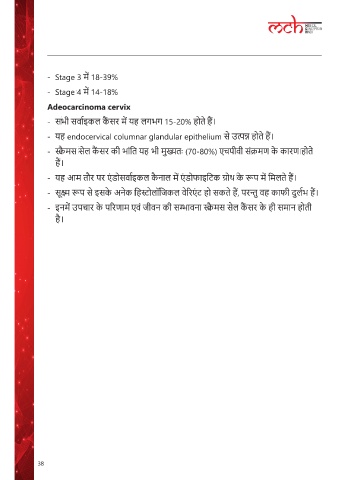 mch
- Stage 3 में 18-39%
- Stage 4 में 14-18%
Adeocarcinoma cervix
- सभी सर्वाइकल कैंसर में यह लगभग 15-20% होते हैं।
- यह endocervical columnar glandular epithelium से उत्पन्न होते हैं।
- स्क्वैमस सेल कैंसर की भांति यह भी मुख्यतः (70-80%) एचपीवी संक्रमण के कारण होते
हैं।
- यह आम तौर पर एंडोसर्वाइकल कैनाल में एंडोफाइटिक ग्रोथ के रूप में मिलते हैं।
- सूक्ष्म रूप से इसके अनेक हिस्टोलॉजिकल वेरिएंट हो सकते हैं, परन्तु वह काफी दुर्लभ हैं।
- इनमें उपचार के परिणाम एवं जीवन की सम्भावना स्क्वैमस सेल कैंसर के ही समान होती
है।
38